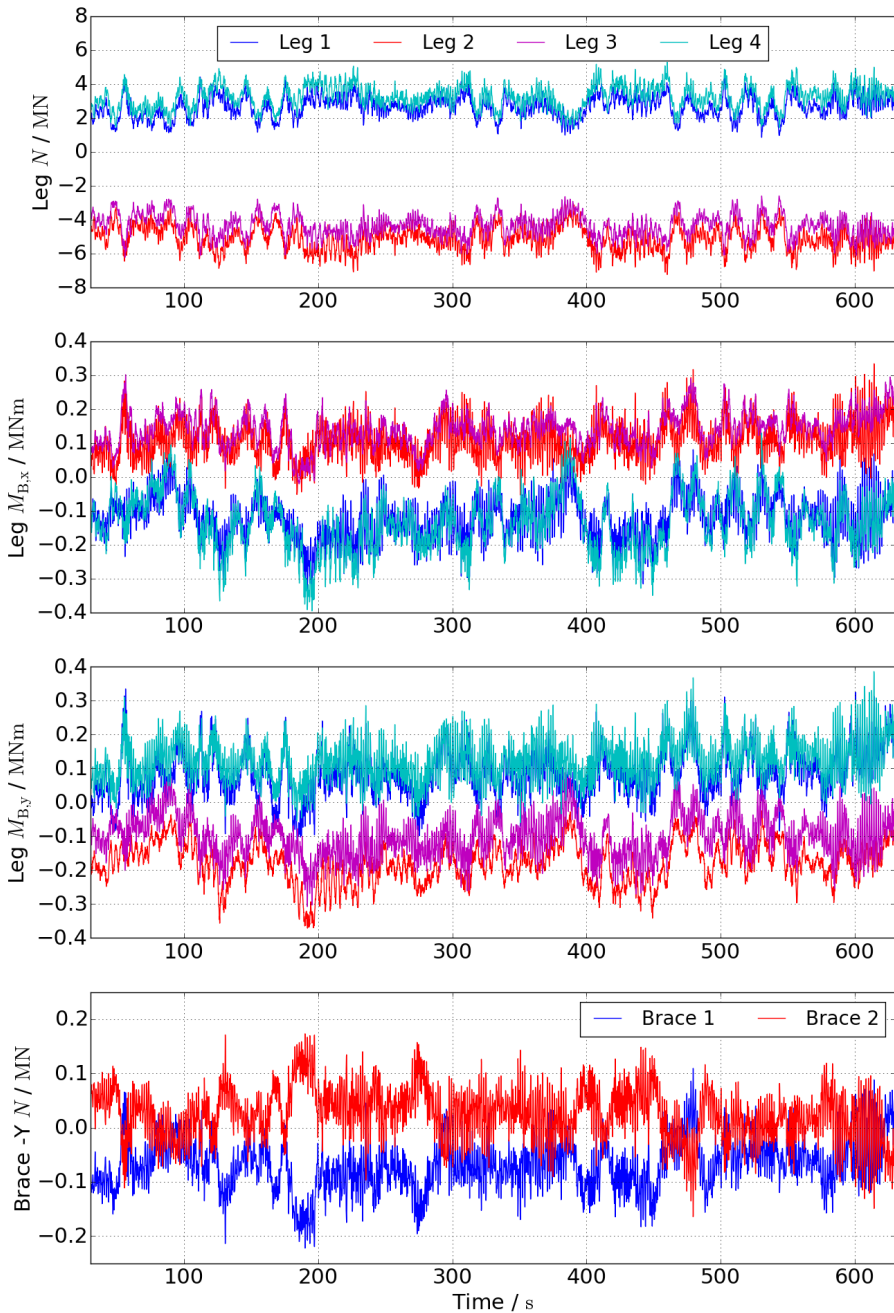 8
6
4
2
0
−2
−4
−6
−8
Leg N / MN
Leg 1 Leg 2 Leg 3 Leg 4
100 200 300 400 500 600
0.4
0.3
0.2
0.1
0.0
−0.1
−0.2
−0.3
−0.4
Leg M_B,x / MNm
100 200 300 400 500 600
0.4
0.3
0.2
0.1
0.0
−0.1
−0.2
−0.3
−0.4
Leg M_B,y / MNm
100 200 300 400 500 600
0.2
0.1
0.0
−0.1
−0.2
Brace -Y N / MN
Brace 1 Brace 2
100 200 300 400 500 600
Time / s